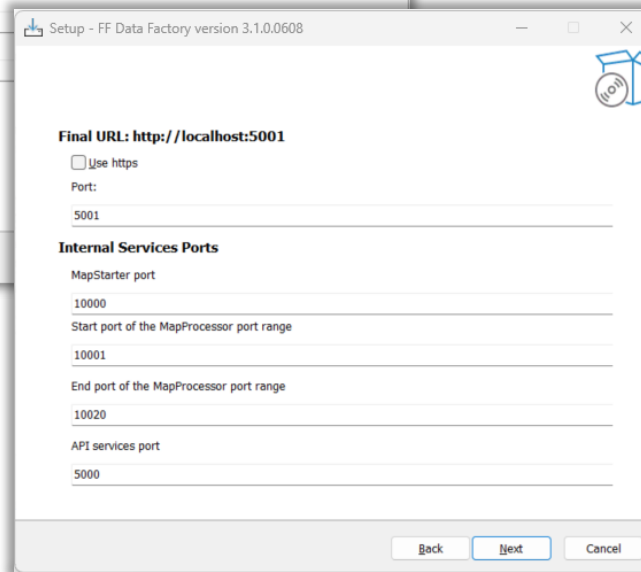 Setup - FF Data Factory version 3.1.0.0608
Final URL: http://localhost:5001
Use https
Port:
5001
Internal Services Ports
MapStarter port
10000
Start port of the MapProcessor port range
10001
End port of the MapProcessor port range
10020
API services port
5000
Back Next Cancel